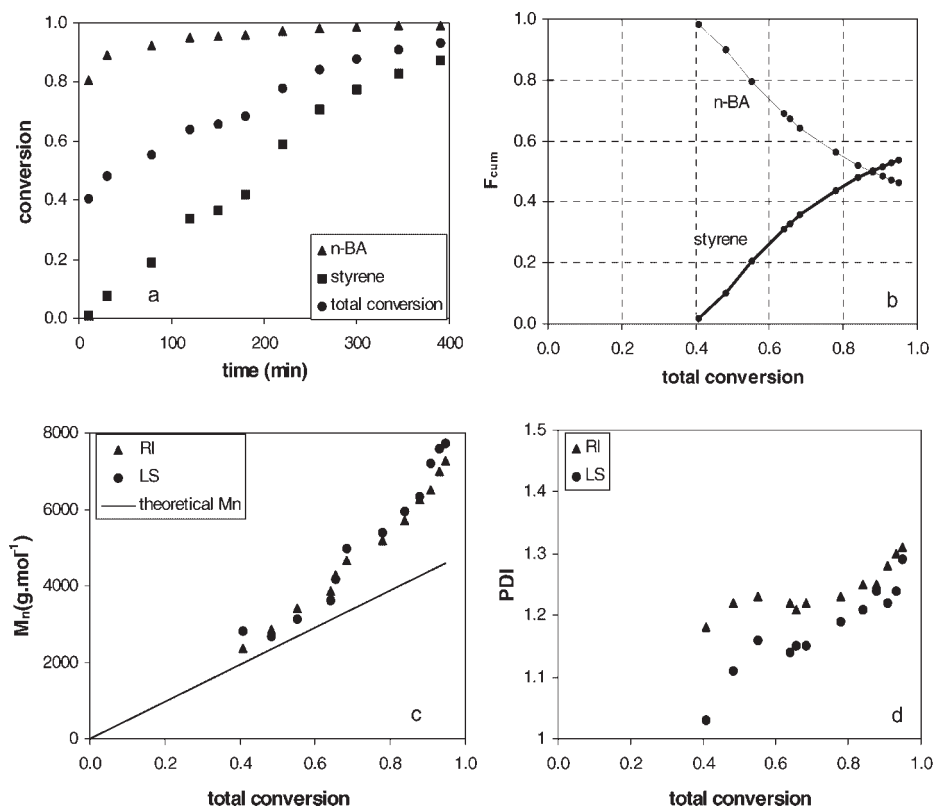 1.0
0.8
0.6
0.4
0.2
0.0
conversion
0
100
200
300
400
time (min)
n-BA
styrene
total conversion
a
1.0
0.8
0.6
0.4
0.2
0.0
Fcum
n-BA
styrene
b
0.0
0.2
0.4
0.6
0.8
1.0
total conversion
8000
6000
4000
2000
0
Mn(g.mol-1)
RI
LS
theoretical Mn
c
0.0
0.2
0.4
0.6
0.8
1.0
total conversion
1.5
1.4
1.3
1.2
1.1
1
PDI
RI
LS
d
0.0
0.2
0.4
0.6
0.8
1.0
total conversion